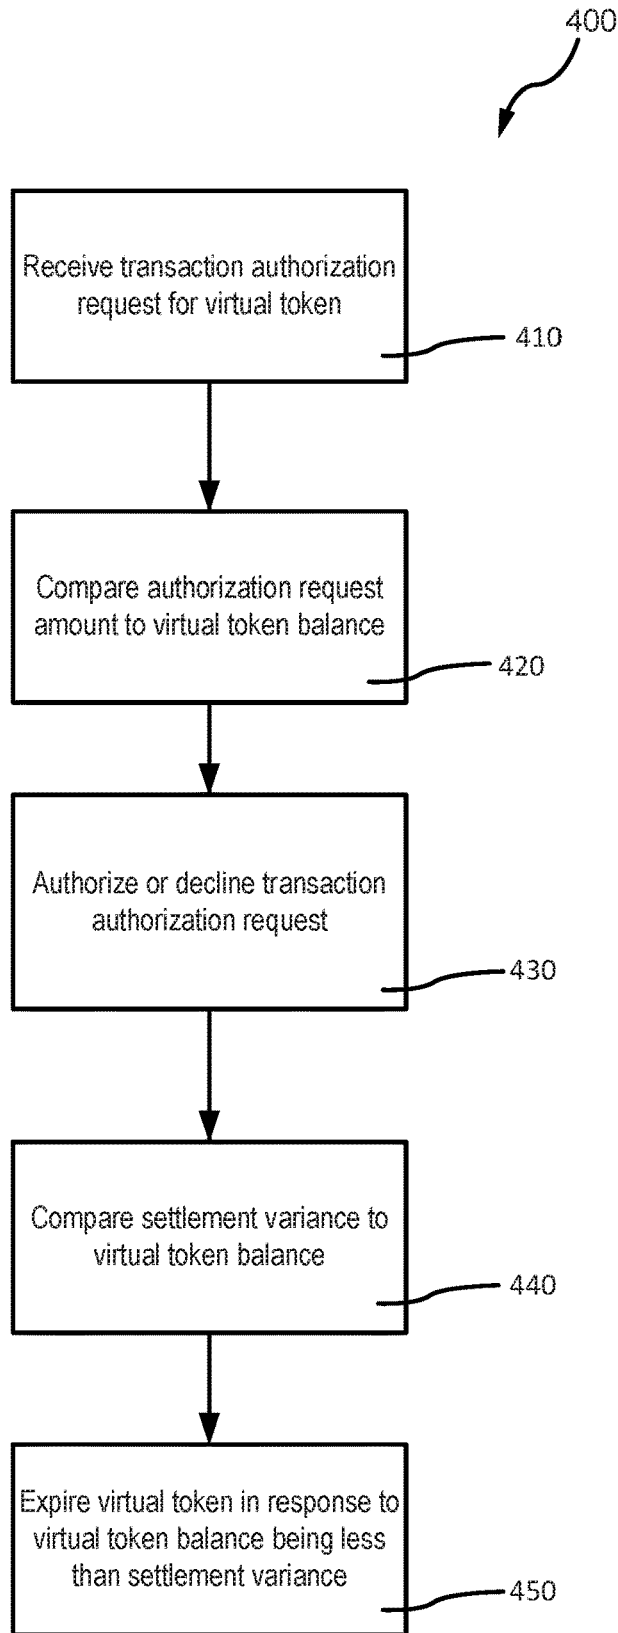 400
Receive transaction authorization
request for virtual token
410
Compare authorization request
amount to virtual token balance
420
Authorize or decline transaction
authorization request
430
Compare settlement variance to
virtual token balance
440
Expire virtual token in response to
virtual token balance being less
than settlement variance
450